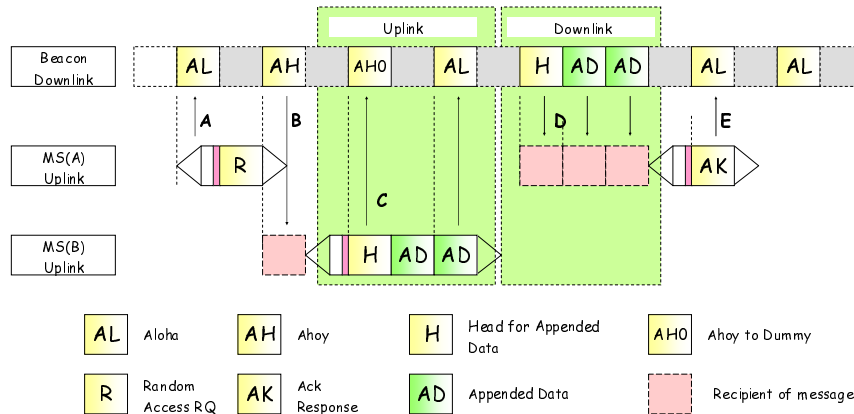 Uplink
Downlink
Beacon
Downlink
AL
AH
AH0
AL
H
AD
AD
AL
AL
A
B
D
E
MS(A)
Uplink
R
AK
C
MS(B)
Uplink
H
AD
AD
AL
Aloha
AH
Ahoy
H
Head for Appended
Data
AH0
Ahoy to Dummy
R
Random
Access RQ
AK
Ack
Response
AD
Appended Data
Recipient of message